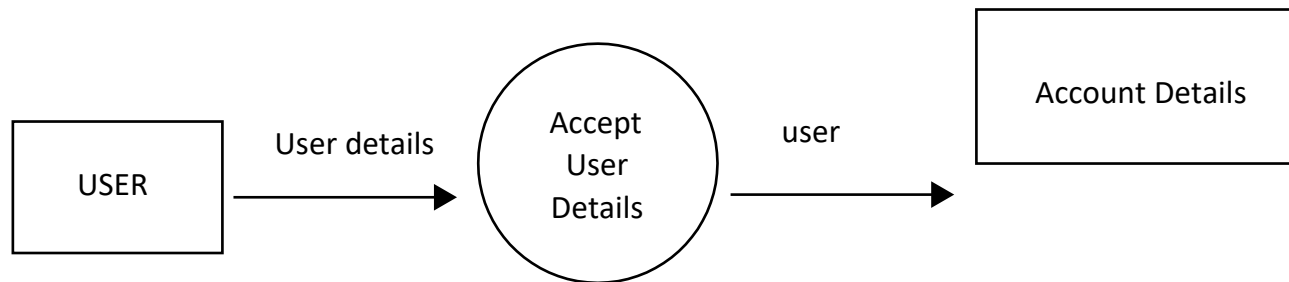 USER
User details
Accept
User
Details
user
Account Details